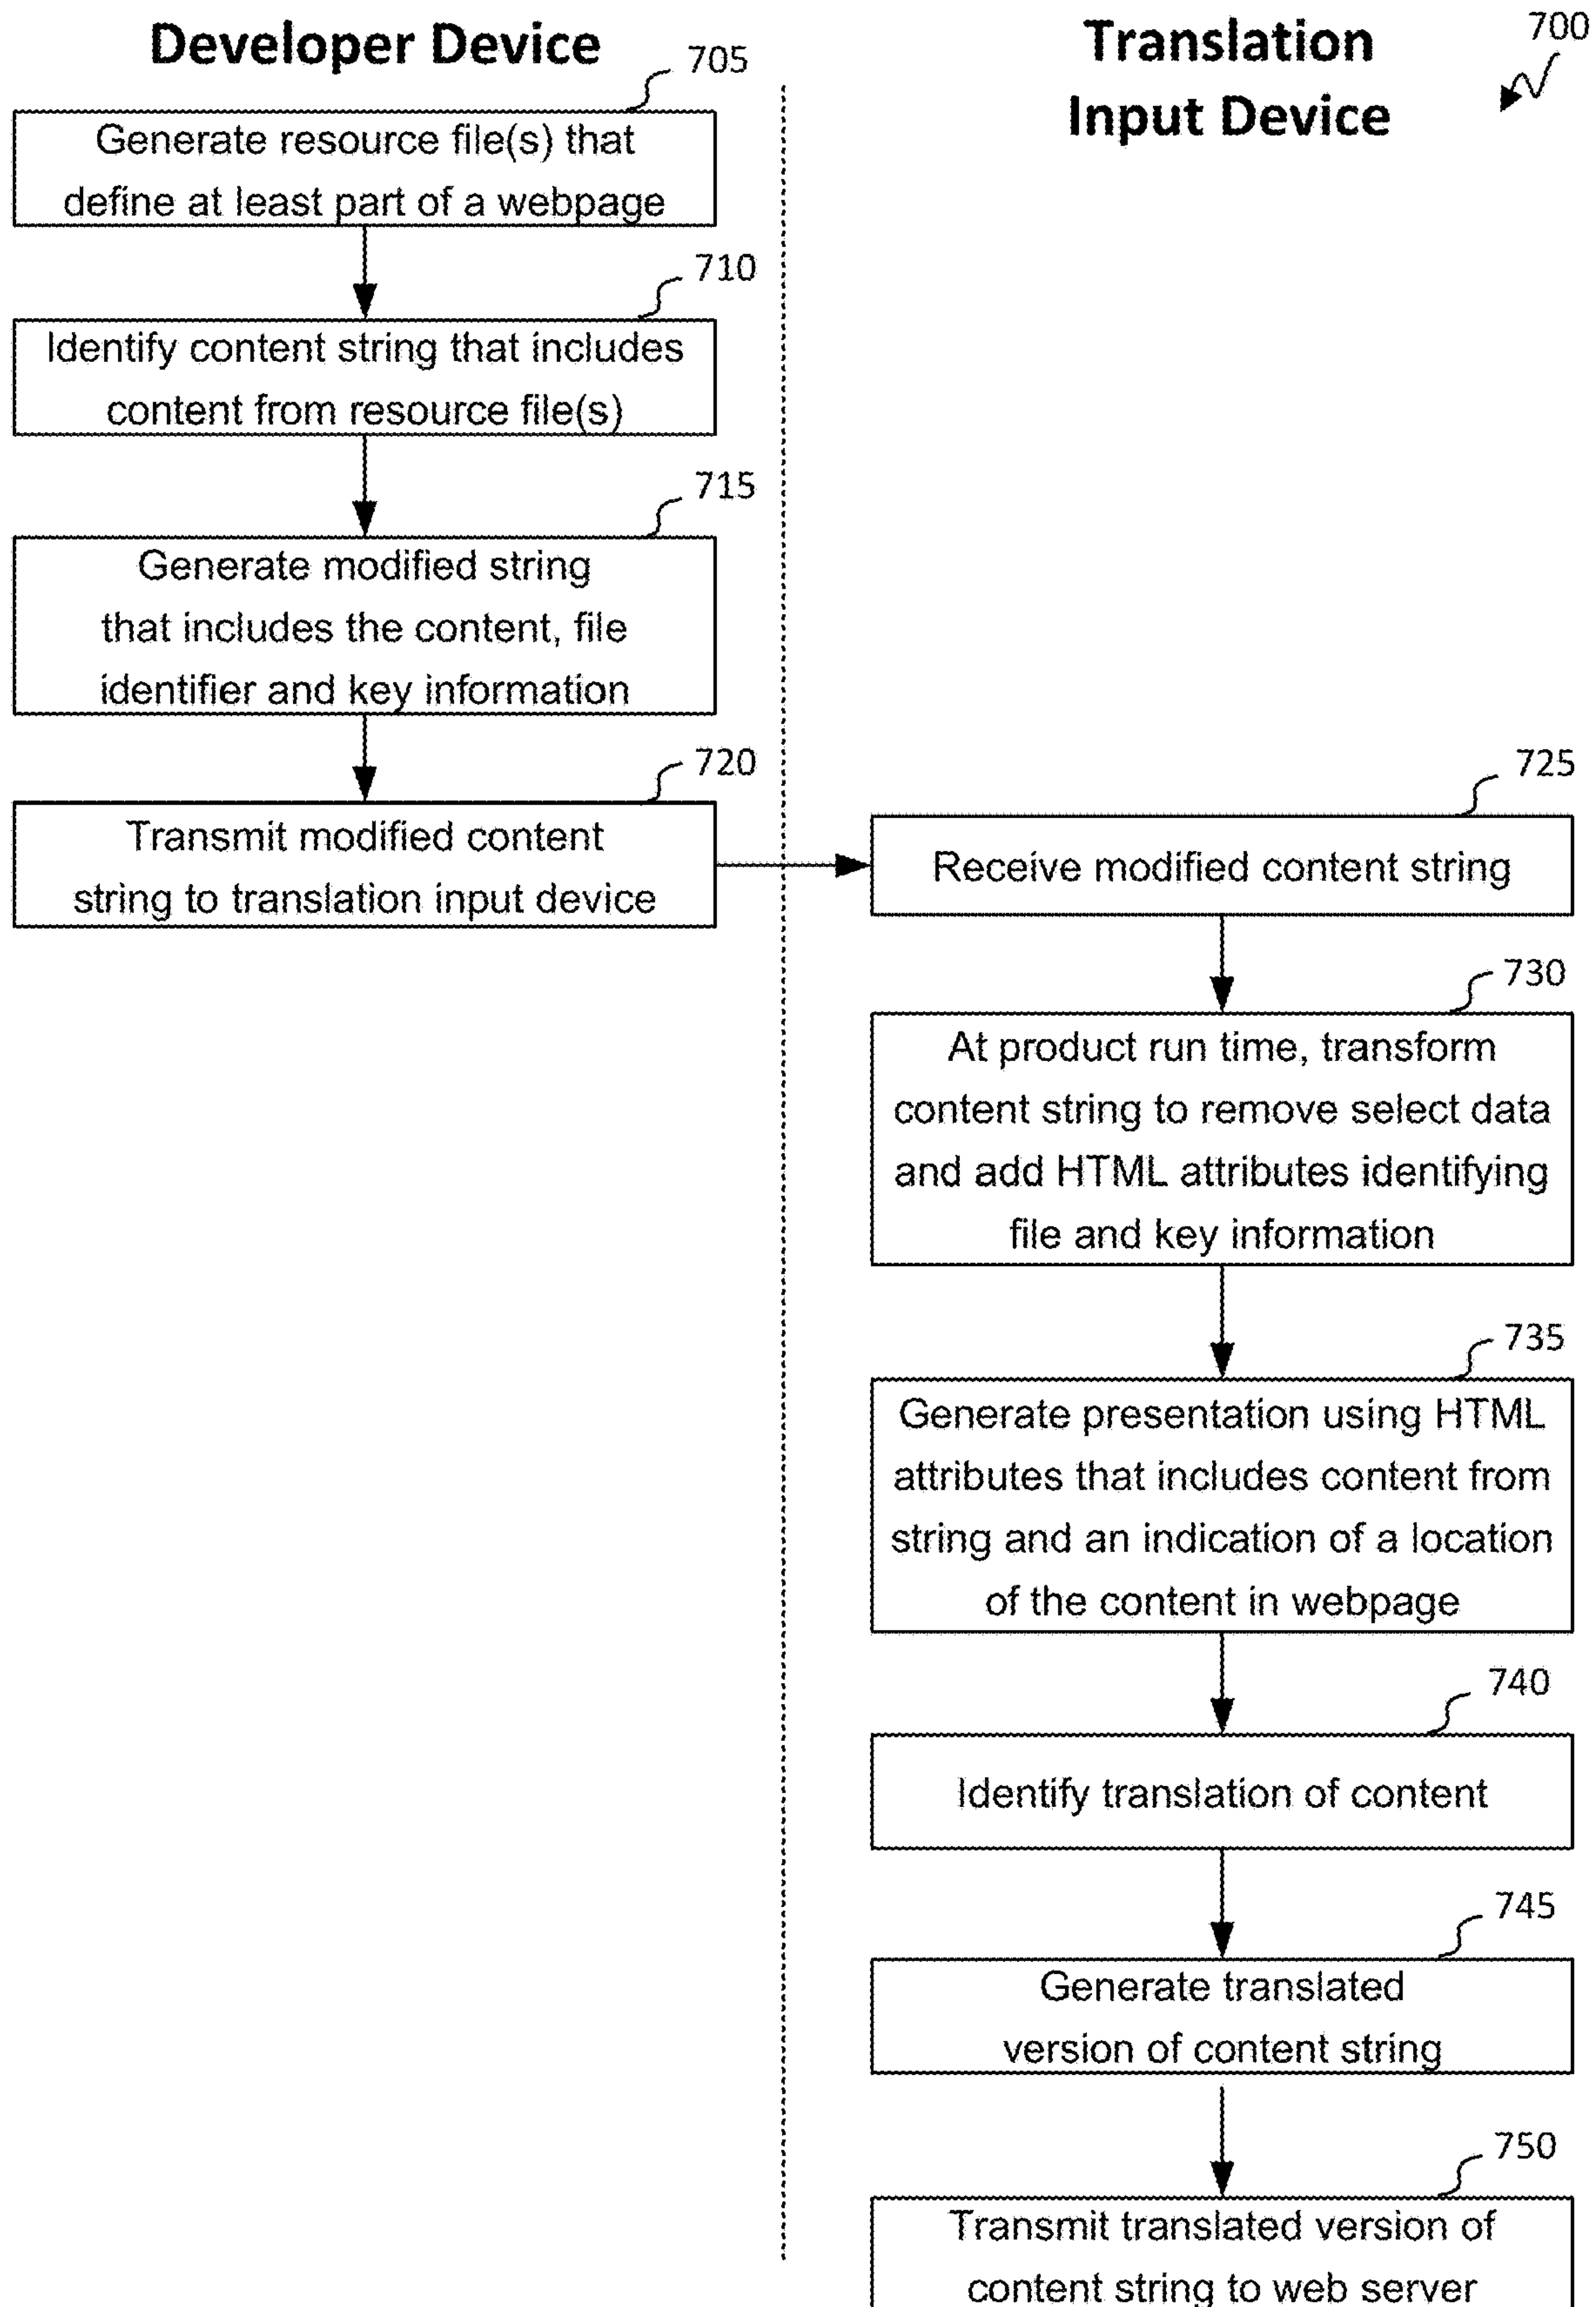 Developer Device
705
Generate resource file(s) that
define at least part of a webpage
710
Identify content string that includes
content from resource file(s)
715
Generate modified string
that includes the content, file
identifier and key information
720
Transmit modified content
string to translation input device
Translation
Input Device
700
725
Receive modified content string
730
At product run time, transform
content string to remove select data
and add HTML attributes identifying
file and key information
735
Generate presentation using HTML
attributes that includes content from
string and an indication of a location
of the content in webpage
740
Identify translation of content
745
Generate translated
version of content string
750
Transmit translated version of
content string to web server